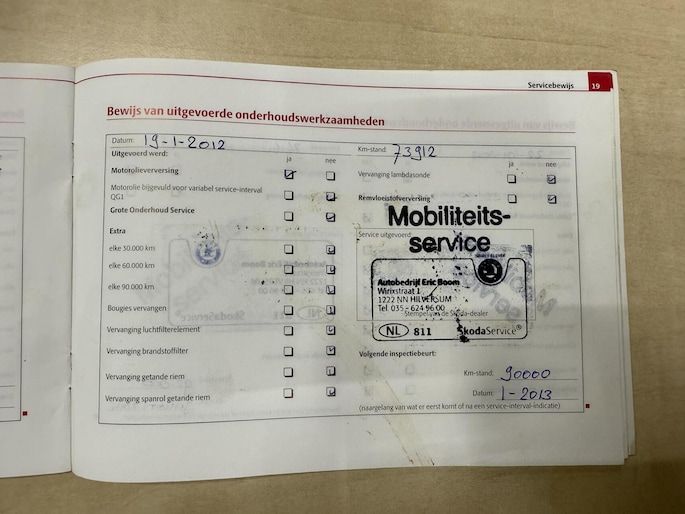 Servicebewijs 19
Bewijs van uitgevoerde onderhoudswerkzaamheden
Datum: 19-1-2012
Km-stand: 73912
Uitgevoerd werd: ja nee
ja nee
Motorolieverversing
Vervanging lambdasonde
Motorolie bijgevuld voor variabel service-interval
QG1
Remvloeistofverversing
Grote Onderhoud Service
Mobiliteits-
service
Extra
Service uitgevoerd
elke 30.000 km
elke 60.000 km
elke 90.000 km
Autobedrijf Eric Boom
Wirixstraat 1
1222 NN HILVERSUM
Tel. 035 - 624 96 00
Stempel van de Skoda-dealer
NL 811 ŠkodaService®
Bougies vervangen
Vervanging luchtfilterelement
Vervanging brandstoffilter
Volgende inspectiebeurt:
Vervanging getande riem
Km-stand: 90000
Vervanging spanrol getande riem
Datum: 1-2013
(naargelang van wat er eerst komt of na een service-interval-indicatie)